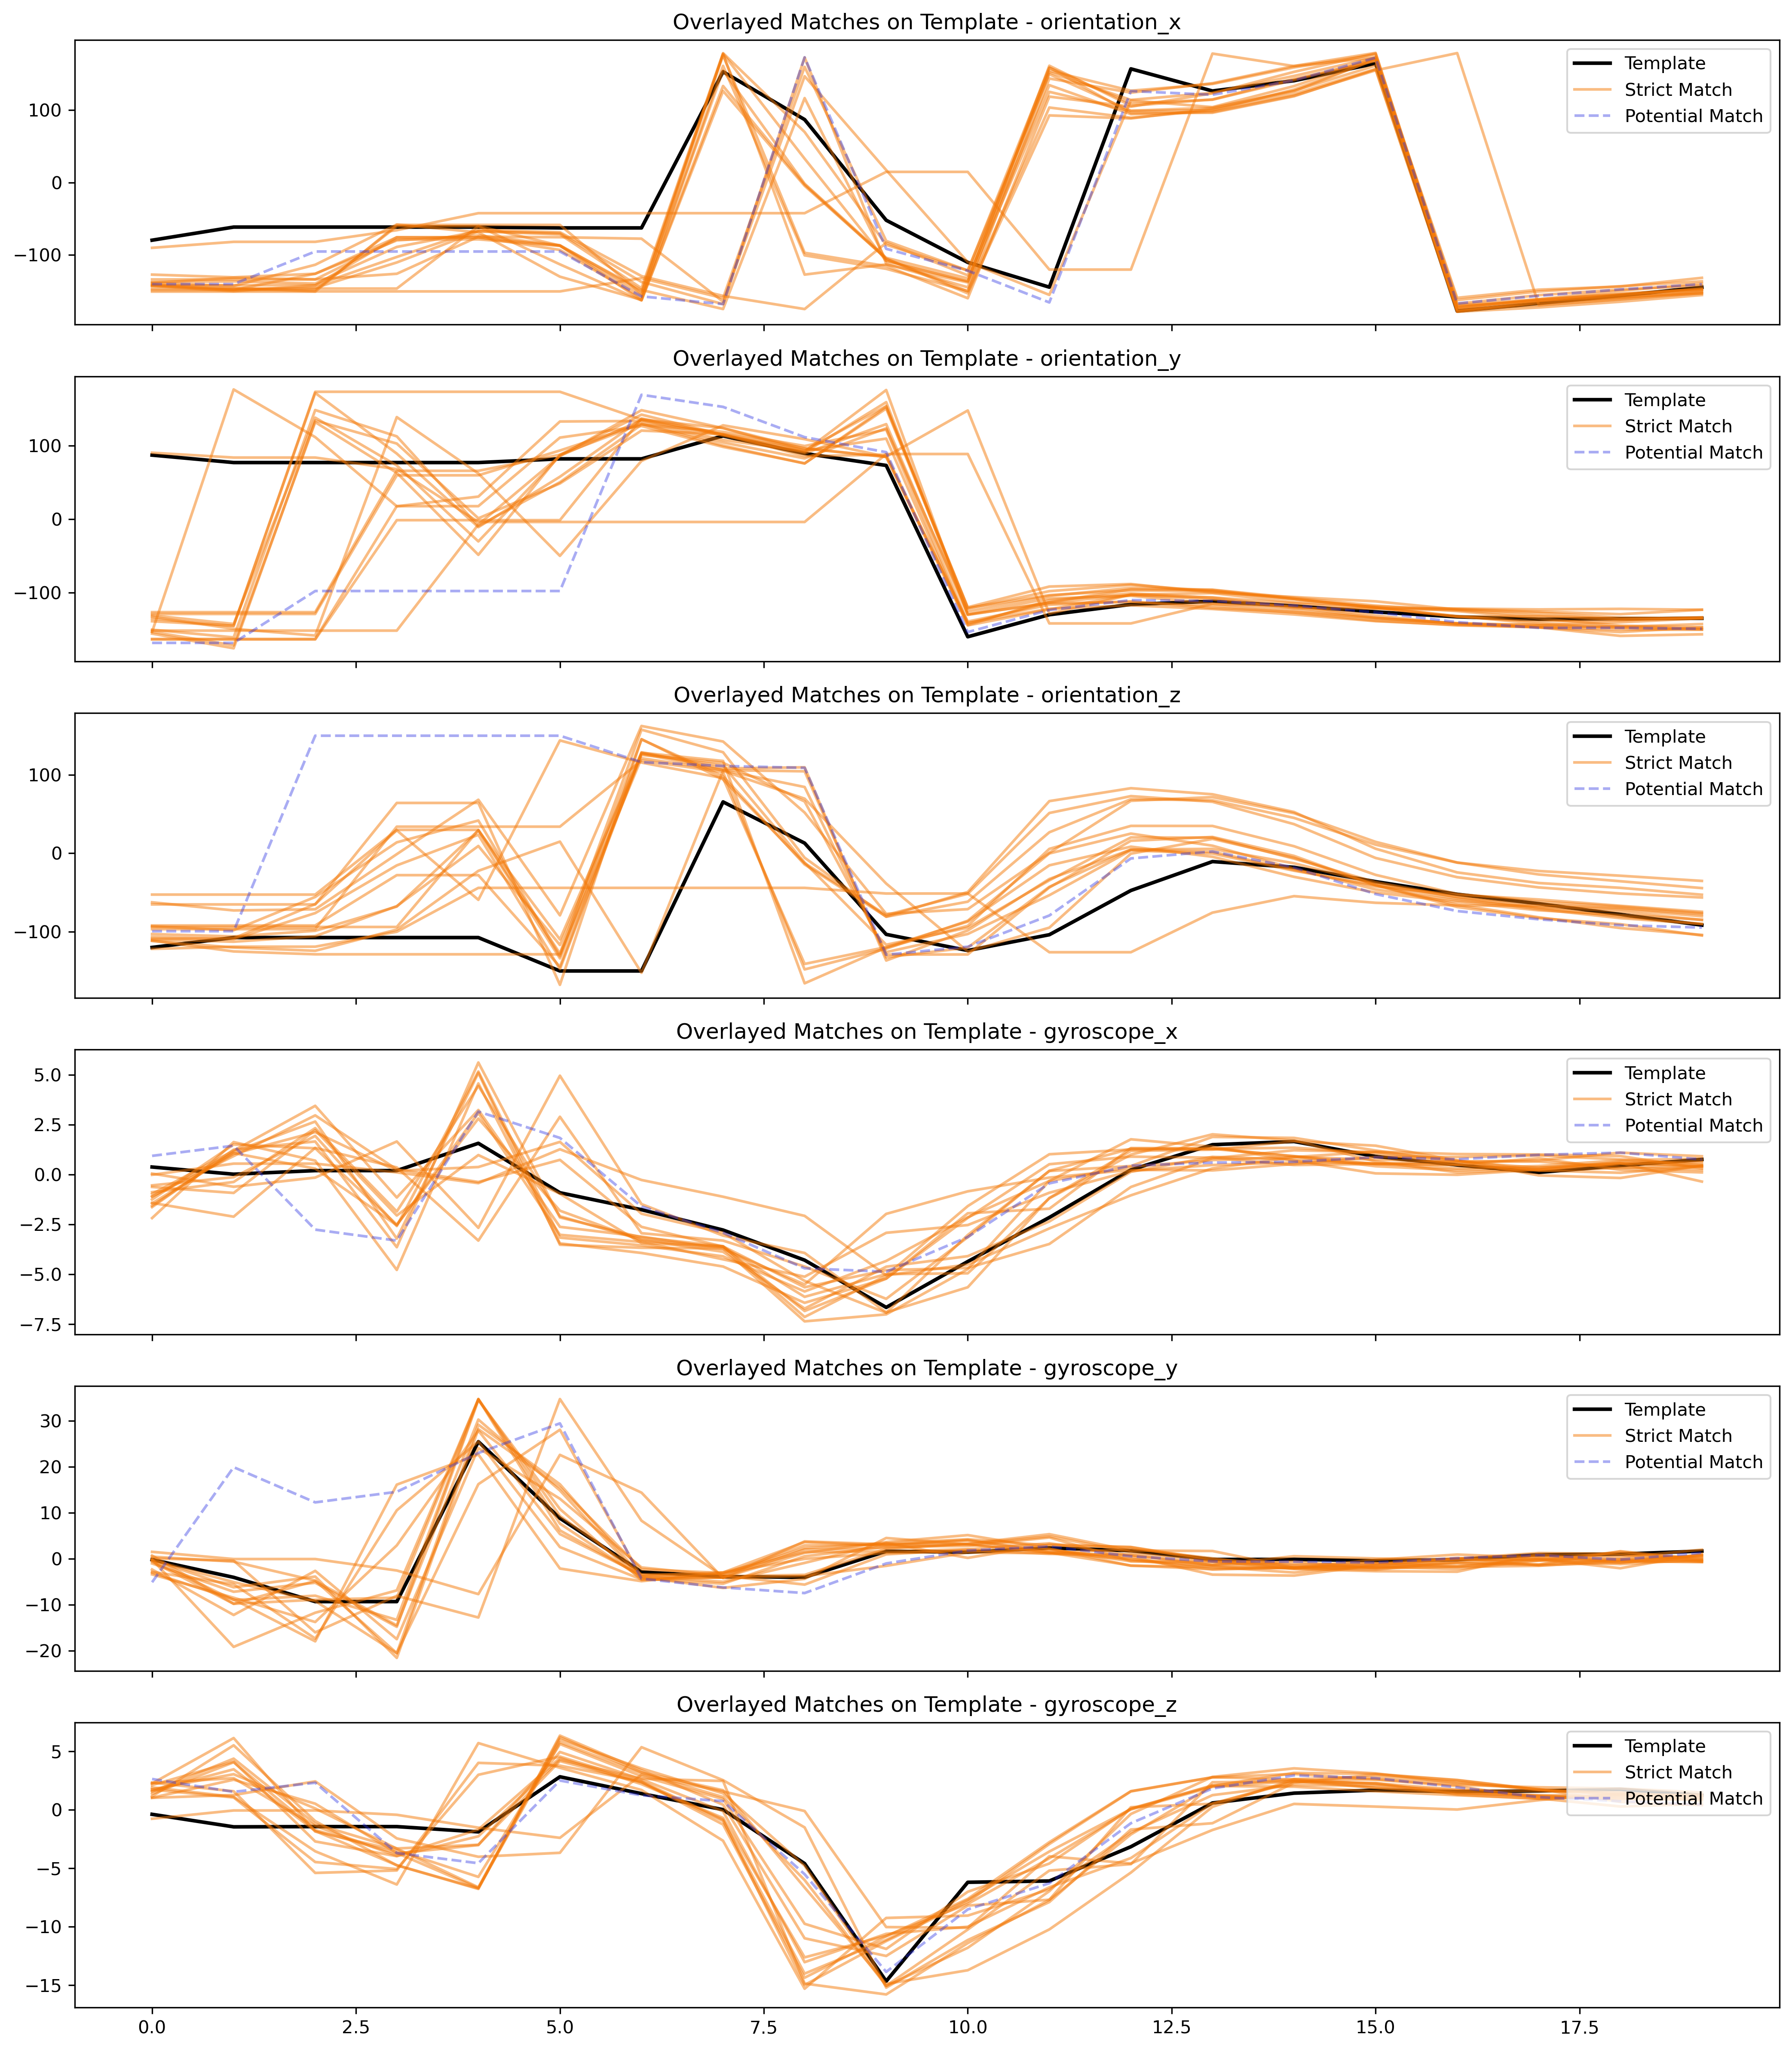 Overlayed Matches on Template - orientation_x
100
0
−100
Template
Strict Match
Potential Match
Overlayed Matches on Template - orientation_y
100
0
−100
Template
Strict Match
Potential Match
Overlayed Matches on Template - orientation_z
100
0
−100
Template
Strict Match
Potential Match
Overlayed Matches on Template - gyroscope_x
5.0
2.5
0.0
−2.5
−5.0
−7.5
Template
Strict Match
Potential Match
Overlayed Matches on Template - gyroscope_y
30
20
10
0
−10
−20
Template
Strict Match
Potential Match
Overlayed Matches on Template - gyroscope_z
5
0
−5
−10
−15
Template
Strict Match
Potential Match
0.0 2.5 5.0 7.5 10.0 12.5 15.0 17.5